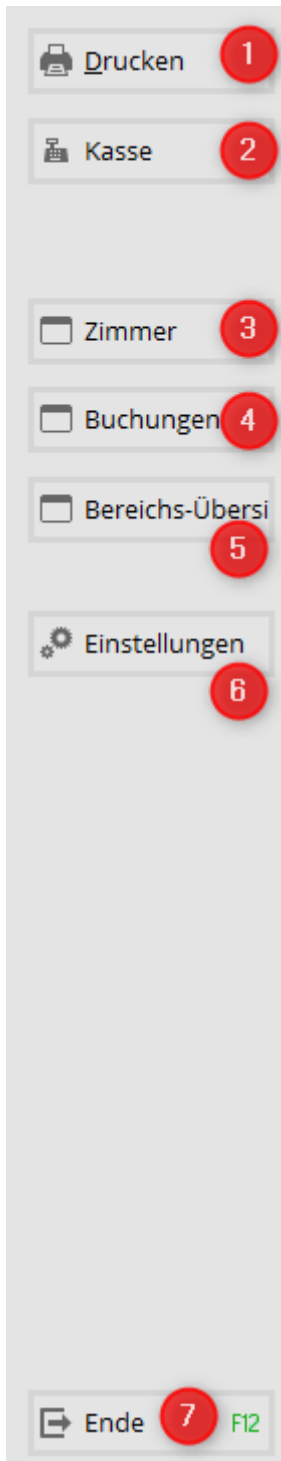 Drucken 1
Kasse 2
Zimmer 3
Buchungen 4
Bereichs-Übersi
5
Einstellungen
6
Ende 7 F12